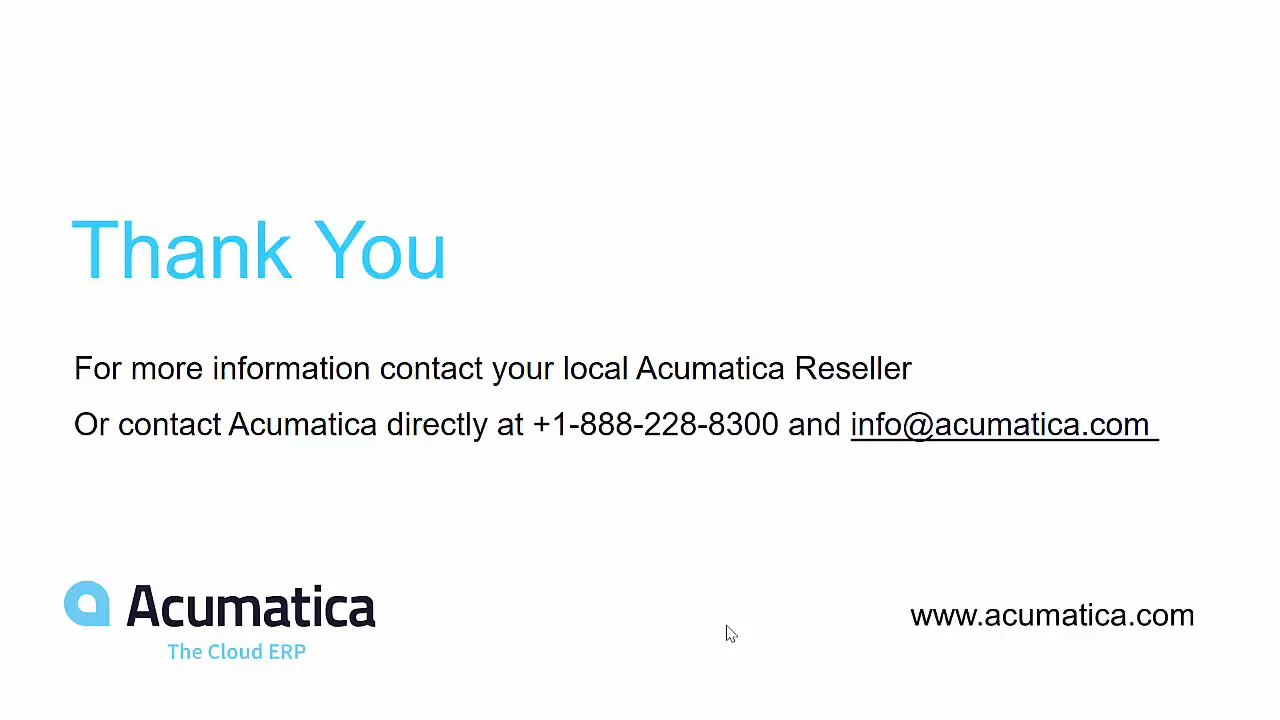 Thank You
For more information contact your local Acumatica Reseller
Or contact Acumatica directly at +1-888-228-8300 and info@acumatica.com
Acumatica
The Cloud ERP
www.acumatica.com